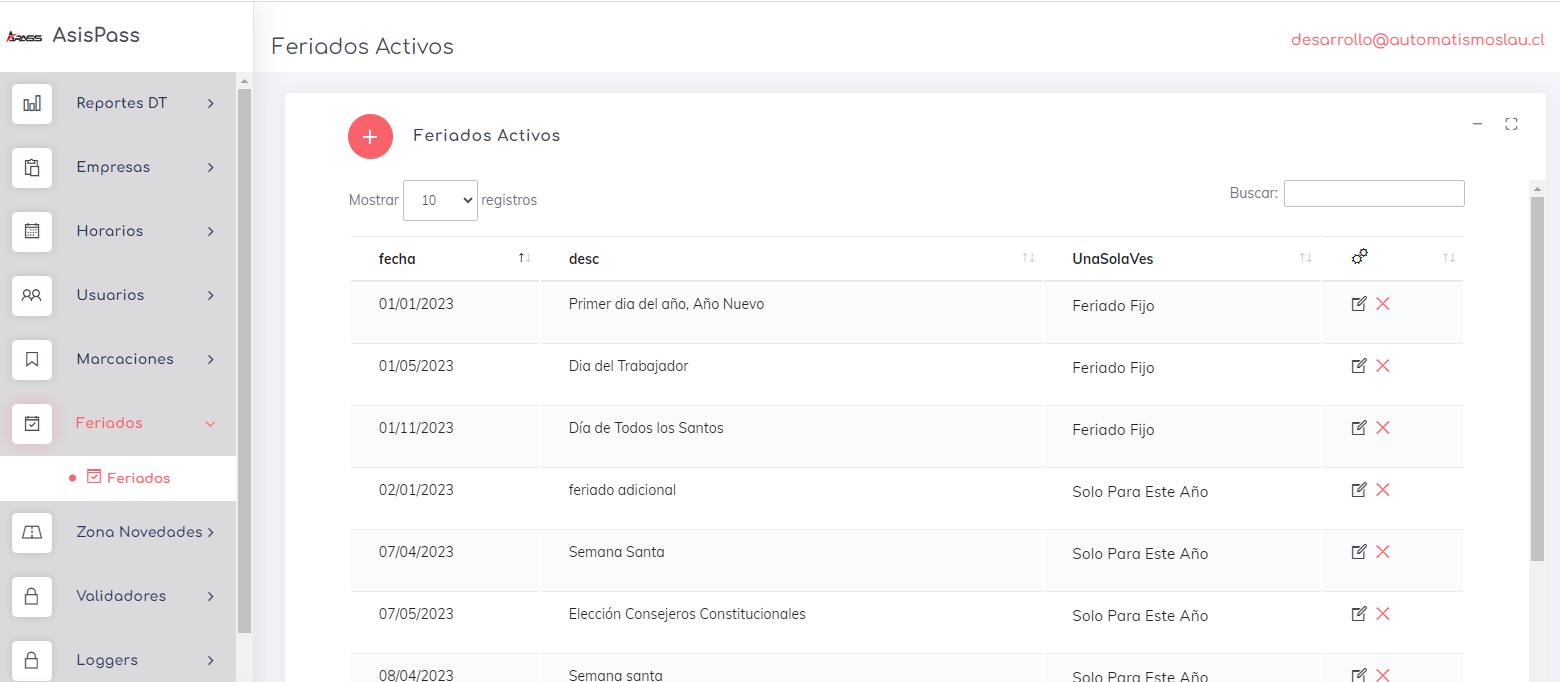 APASS AsisPass
Feriados Activos
desarrollo@automatismoslau.cl
Reportes DT
Empresas
Horarios
Usuarios
Marcaciones
Feriados
Feriados
Zona Novedades
Validadores
Loggers
Feriados Activos
Mostrar 10 registros
Buscar:
fecha desc UnaSolaVes
01/01/2023 Primer dia del año, Año Nuevo Feriado Fijo
01/05/2023 Dia del Trabajador Feriado Fijo
01/11/2023 Día de Todos los Santos Feriado Fijo
02/01/2023 feriado adicional Solo Para Este Año
07/04/2023 Semana Santa Solo Para Este Año
07/05/2023 Elección Consejeros Constitucionales Solo Para Este Año
08/04/2023 Semana santa Solo Para Este Año